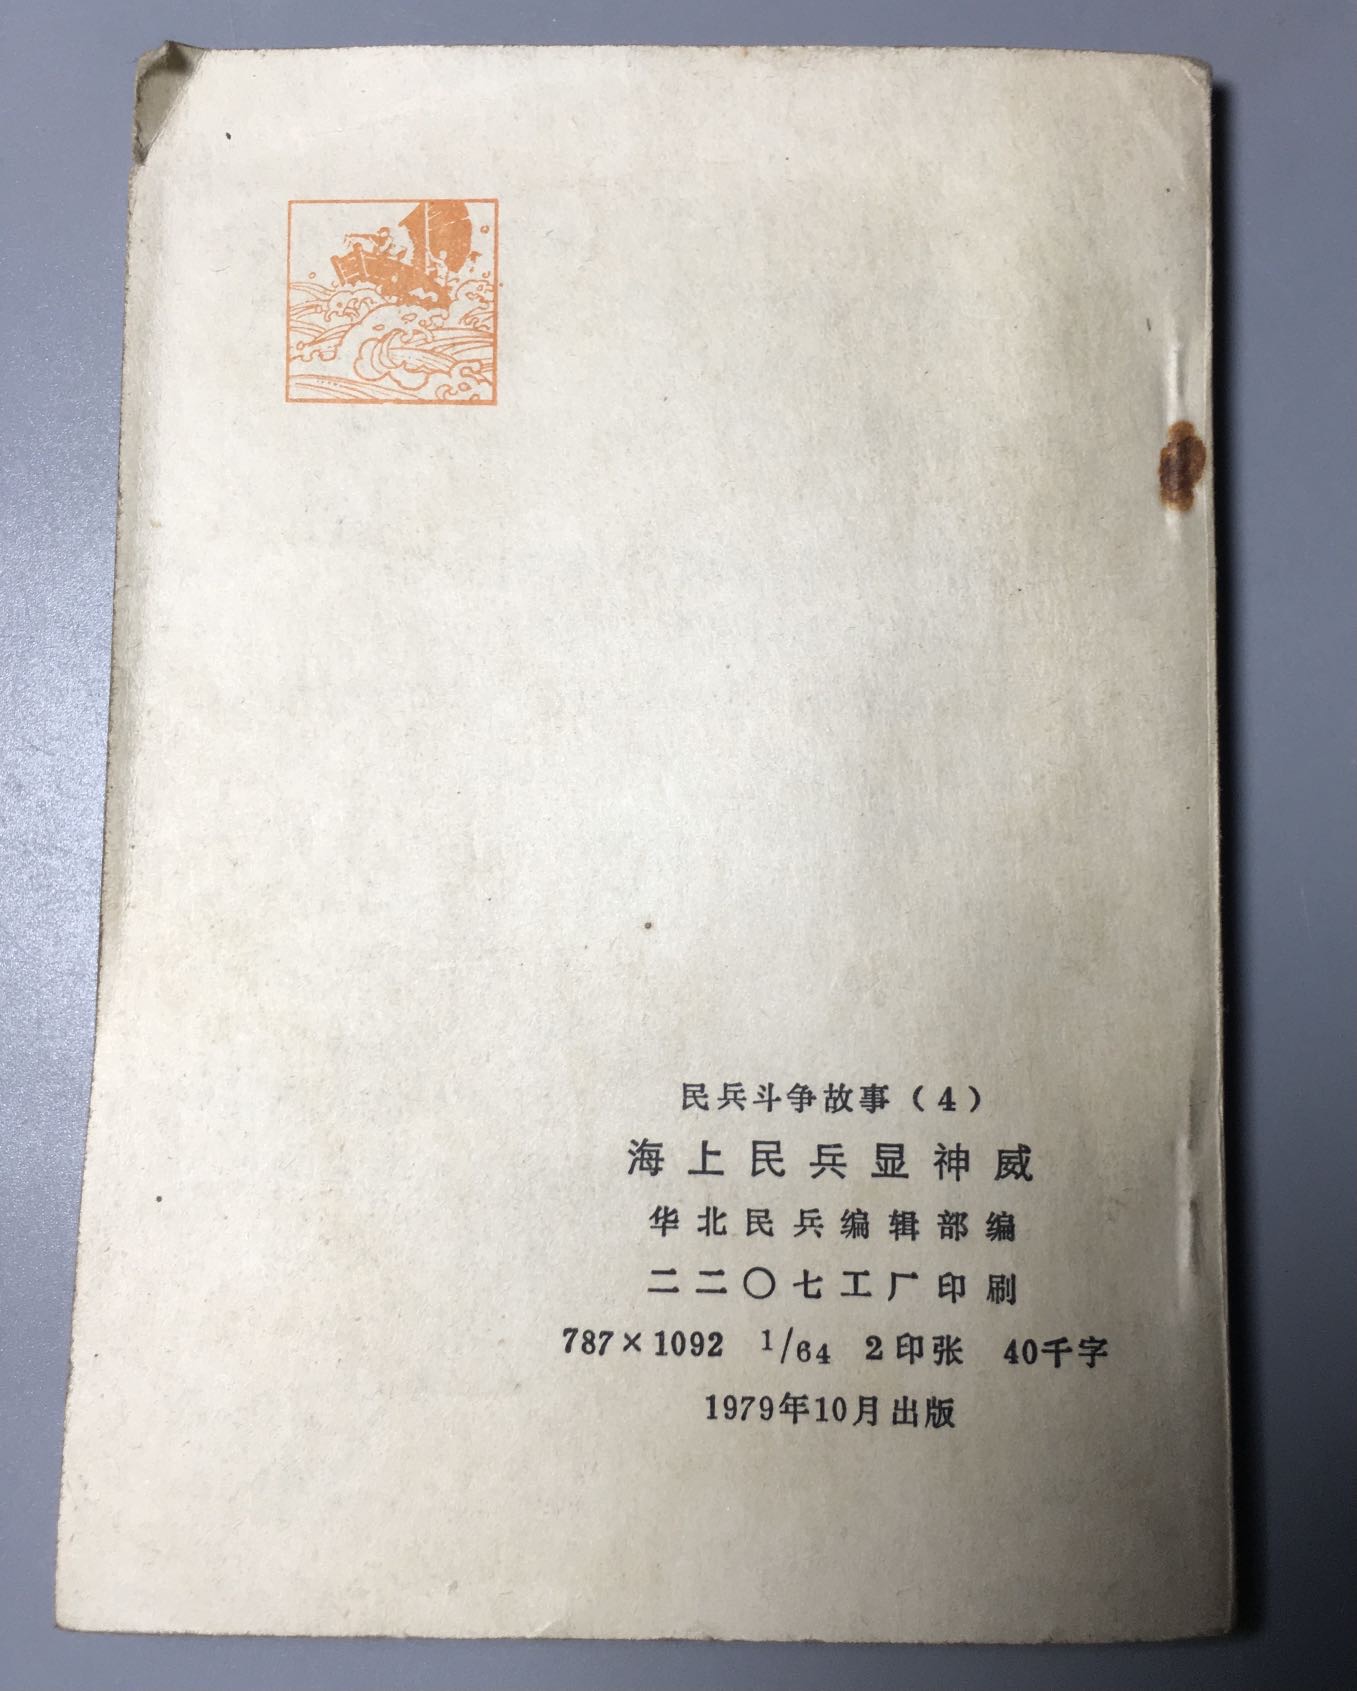 民兵斗争故事（4）
海上民兵显神威
华北民兵编辑部编
二二〇七工厂印刷
787×1092 1/64 2印张 40千字
1979年10月出版